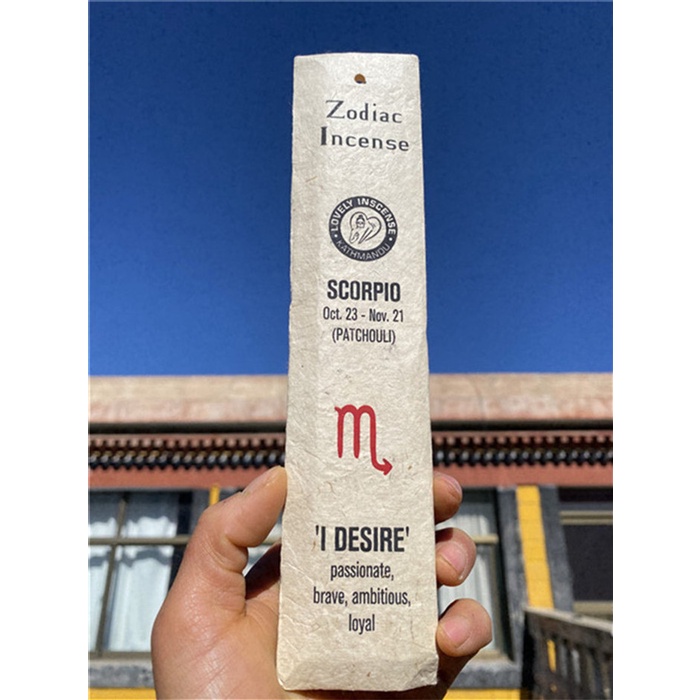 Zodiac
Incense
LOVELY INSCENSE
KATHMANDU
SCORPIO
Oct. 23 - Nov. 21
(PATCHOULI)
'I DESIRE'
passionate,
brave, ambitious,
loyal